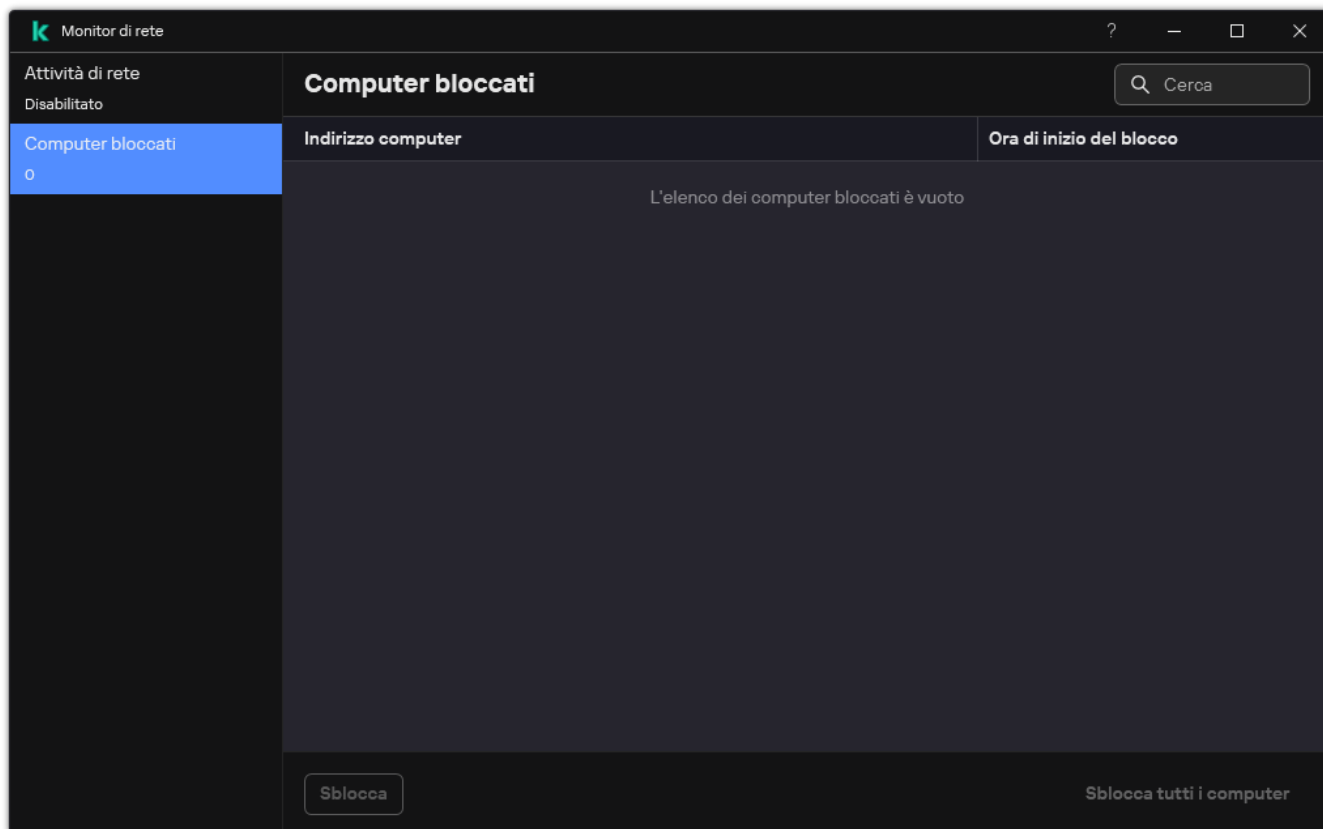 Monitor di rete
?
Attività di rete
Disabilitato
Computer bloccati
0
Computer bloccati
Cerca
Indirizzo computer
Ora di inizio del blocco
L'elenco dei computer bloccati è vuoto
Sblocca
Sblocca tutti i computer